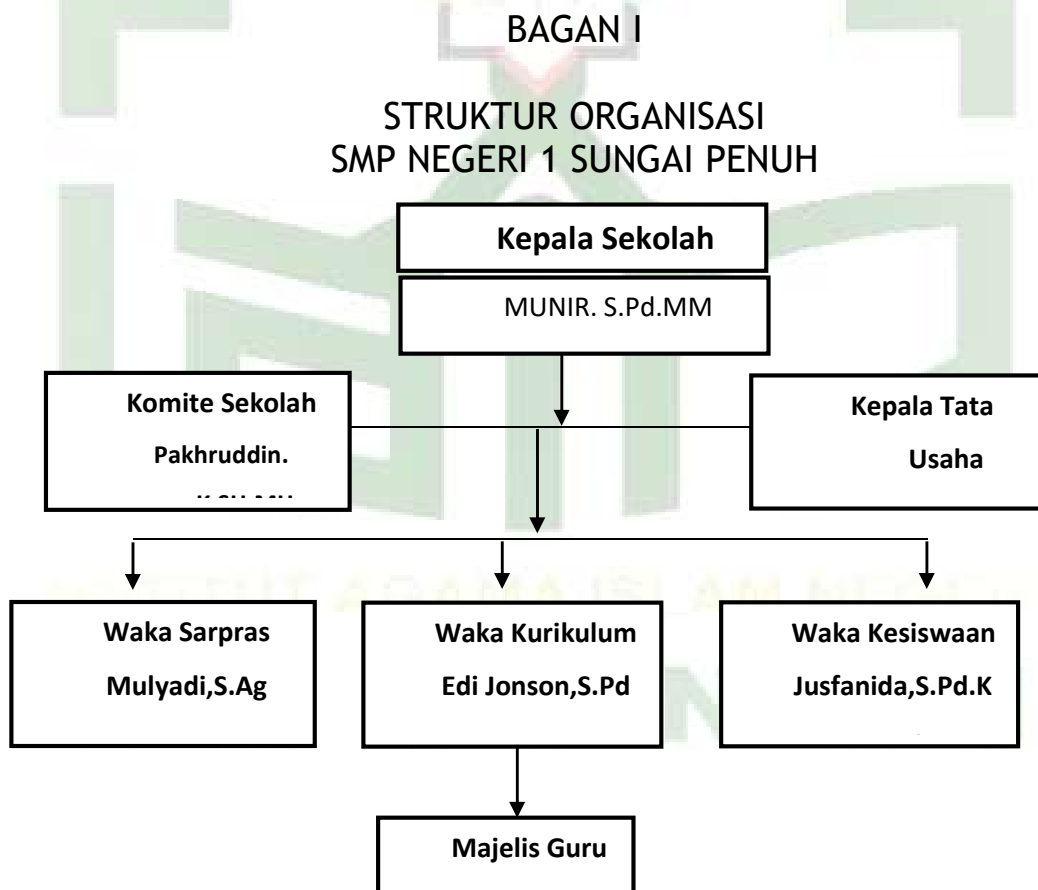 BAGAN I
STRUKTUR ORGANISASI
SMP NEGERI 1 SUNGAI PENUH
Kepala Sekolah
MUNIR. S.Pd.MM
Komite Sekolah
Pakhruddin.
Kepala Tata
Usaha
Waka Sarpras
Mulyadi,S.Ag
Waka Kurikulum
Edi Jonson,S.Pd
Waka Kesiswaan
Jusfanida,S.Pd.K
Majelis Guru